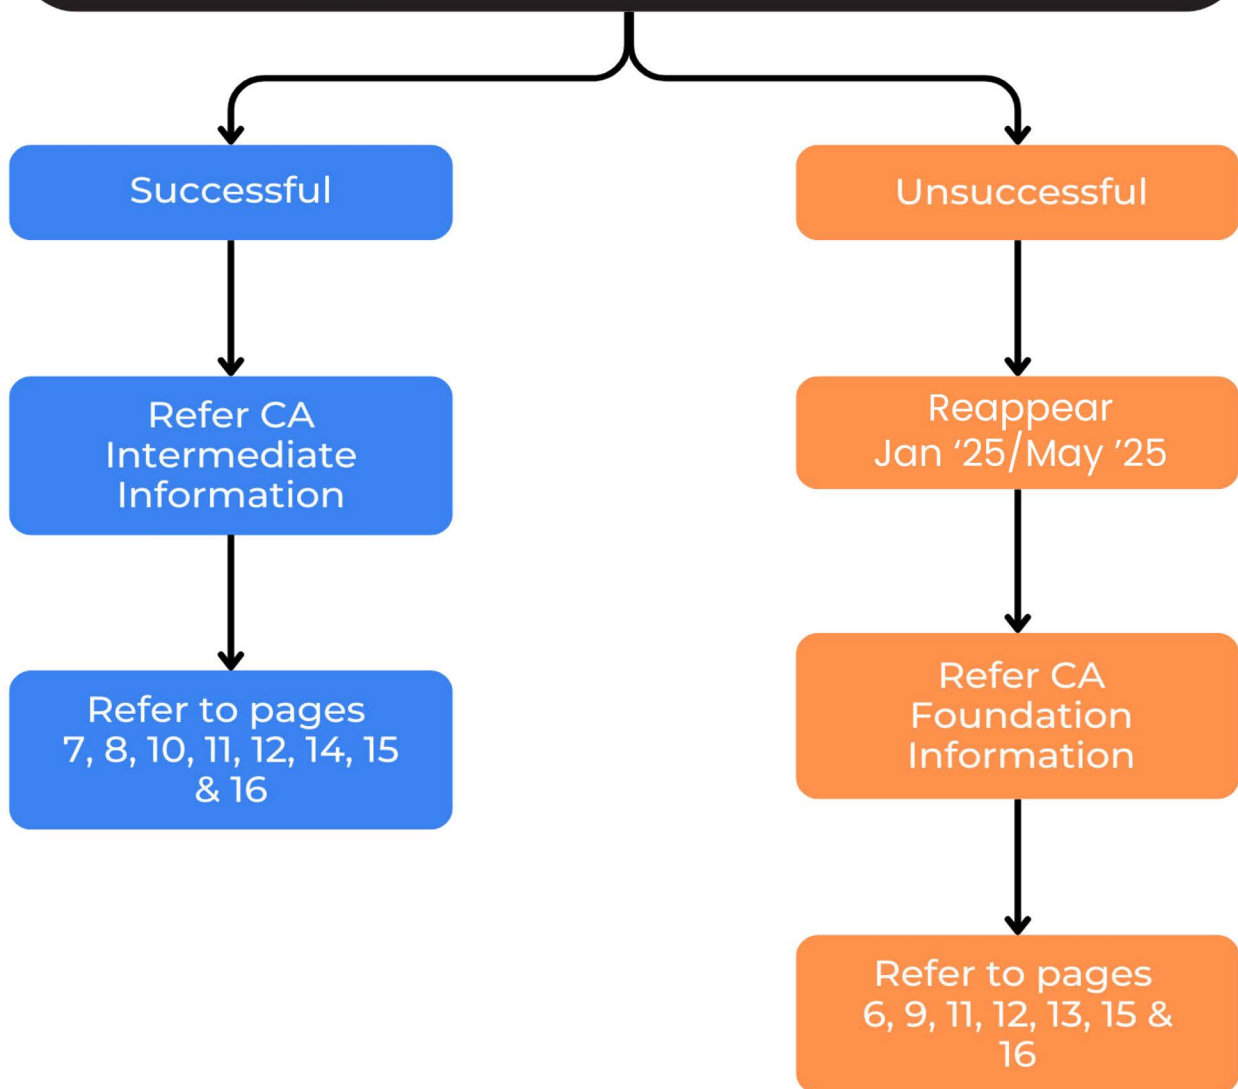 Successful
Unsuccessful
Refer CA
Intermediate
Information
Reappear
Jan ‘25/May ’25
Refer to pages
7, 8, 10, 11, 12, 14, 15
& 16
Refer CA
Foundation
Information
Refer to pages
6, 9, 11, 12, 13, 15 &
16